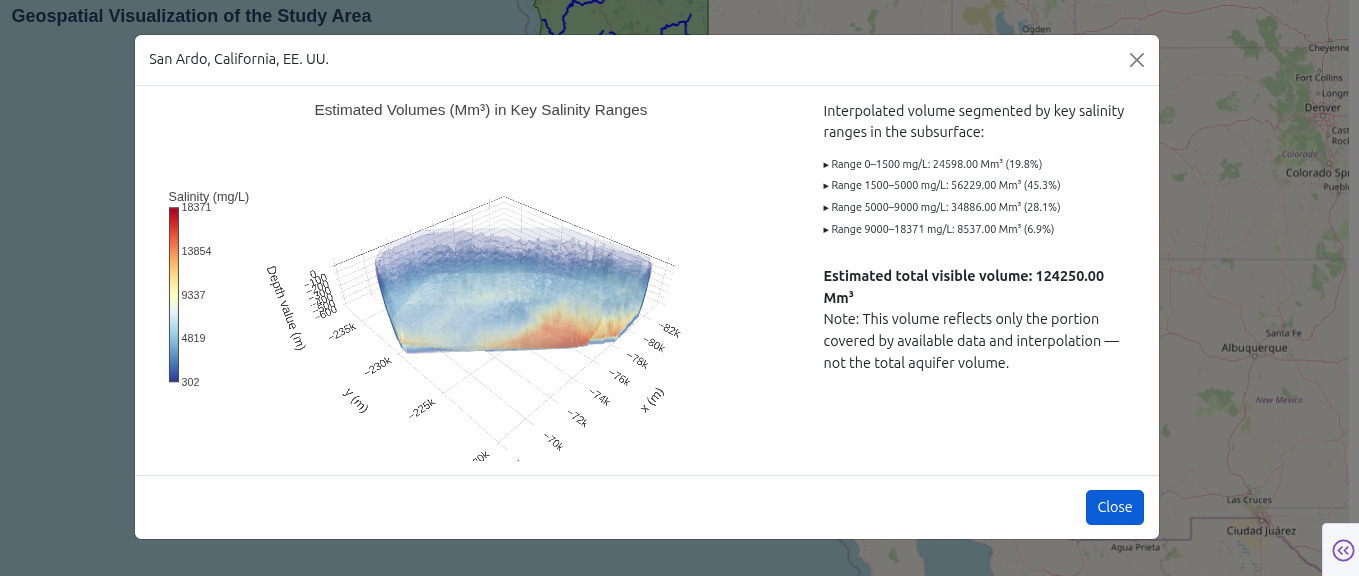 Geospatial Visualization of the Study Area
Ogden
Cheyenne
San Ardo, California, EE. UU.
Fort Collins
Longm
Denver
Estimated Volumes (Mm³) in Key Salinity Ranges
Interpolated volume segmented by key salinity
ranges in the subsurface:
▸ Range 0–1500 mg/L: 24598.00 Mm³ (19.8%)
▸ Range 1500–5000 mg/L: 56229.00 Mm³ (45.3%)
▸ Range 5000–9000 mg/L: 34886.00 Mm³ (28.1%)
▸ Range 9000–18371 mg/L: 8537.00 Mm³ (6.9%)
Estimated total visible volume: 124250.00
Mm³
Note: This volume reflects only the portion
covered by available data and interpolation —
not the total aquifer volume.
Cast
Rock
Colorado
Colorado Spr
Pueblo
Salinity (mg/L)
18371
13854
9337
4819
302
Depth value (m)
0
−600
−235k
−230k
−225k
y (m)
−82k
−80k
−78k
−76k
−74k
−72k
−70k
x (m)
Santa Fe
Albuquerque
New Mexico
Close
Las Cruces
Ciudad Juárez
Agua Prieta